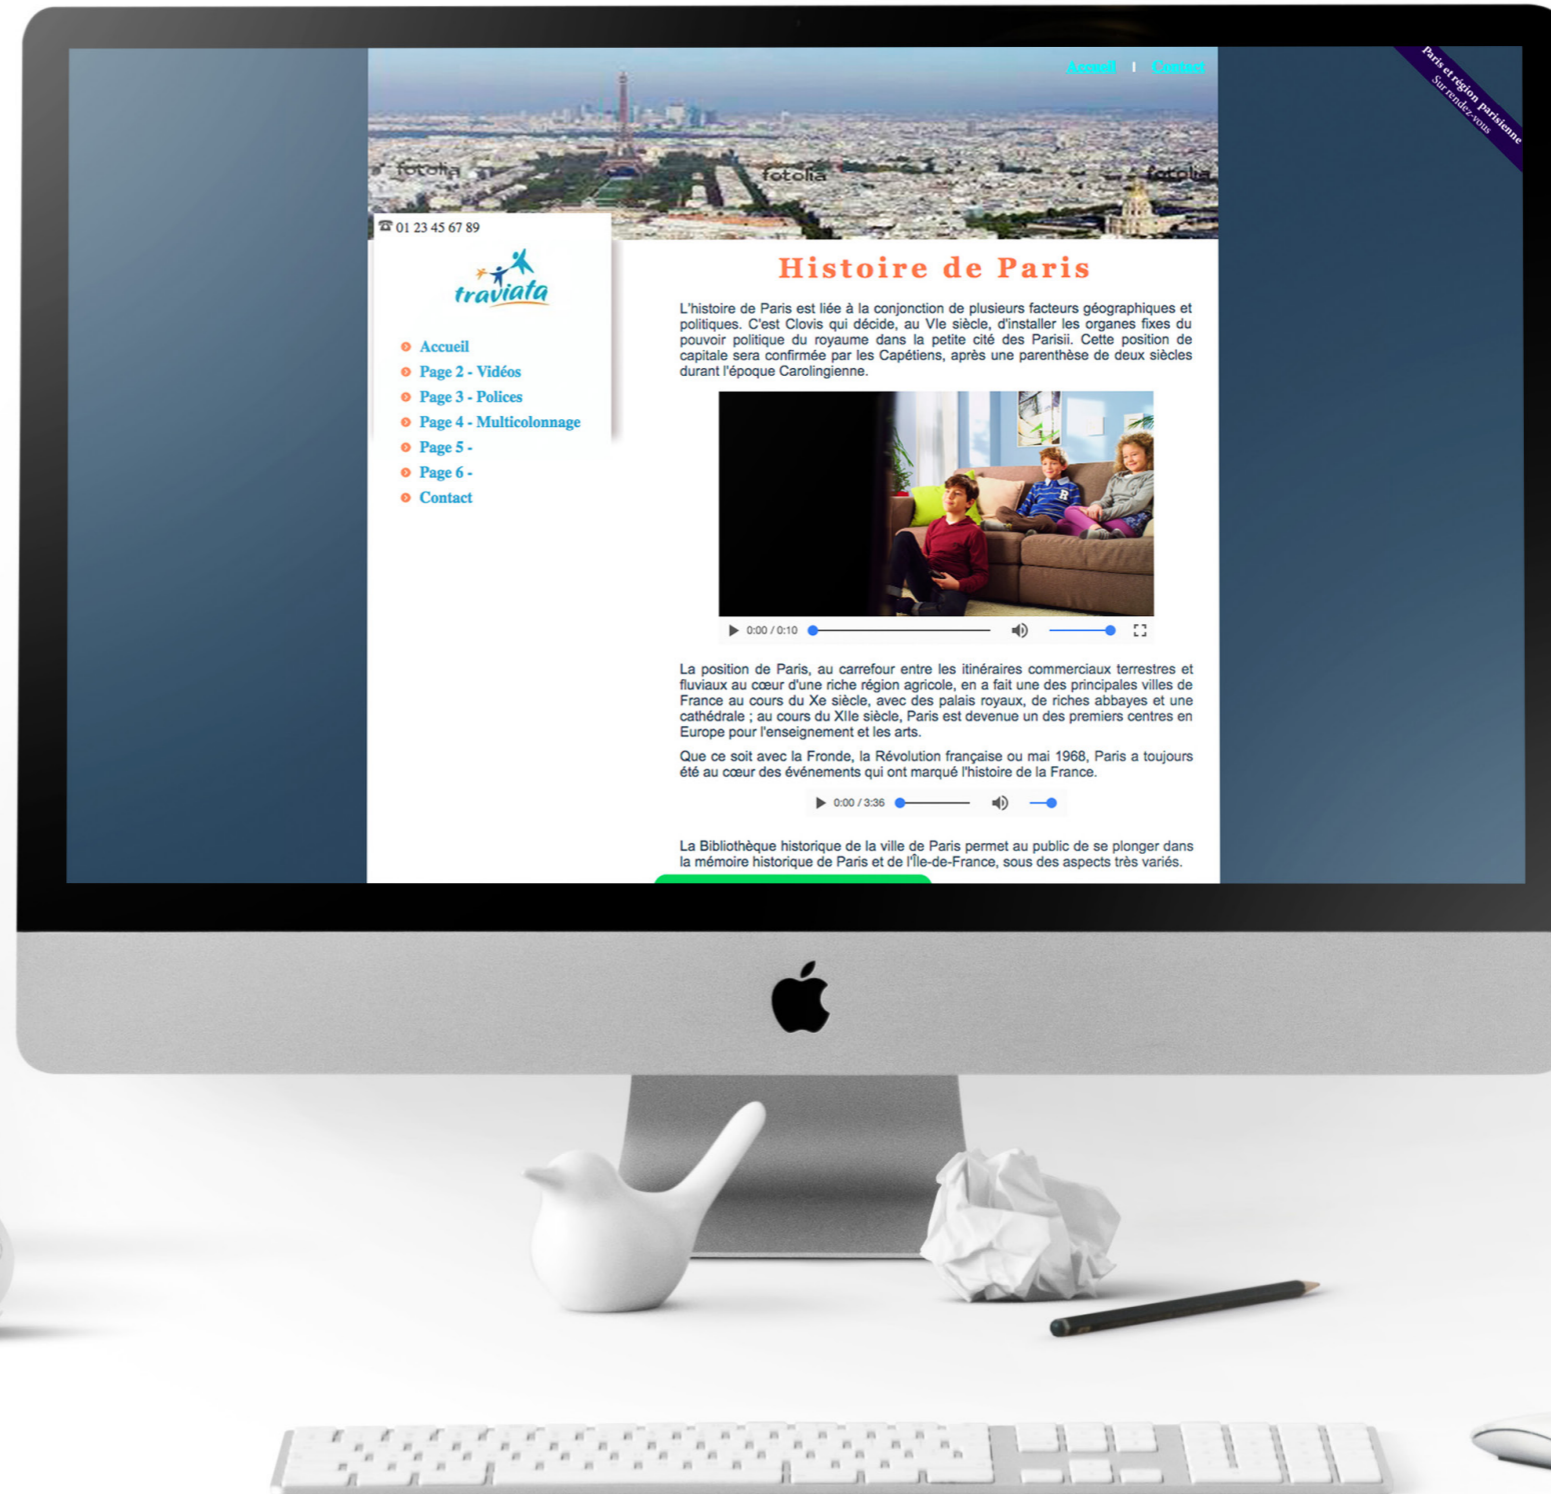 Accueil | Contact
Paris et région parisienne
Sur rendez-vous
fotolia
fotolia
fotolia
☎ 01 23 45 67 89
traviata
Accueil
Page 2 - Vidéos
Page 3 - Polices
Page 4 - Multicolonnage
Page 5 -
Page 6 -
Contact
Histoire de Paris
L'histoire de Paris est liée à la conjonction de plusieurs facteurs géographiques et
politiques. C'est Clovis qui décide, au VIe siècle, d'installer les organes fixes du
pouvoir politique du royaume dans la petite cité des Parisii. Cette position de
capitale sera confirmée par les Capétiens, après une parenthèse de deux siècles
durant l'époque Carolingienne.
R
0:00 / 0:10
La position de Paris, au carrefour entre les itinéraires commerciaux terrestres et
fluviaux au cœur d'une riche région agricole, en a fait une des principales villes de
France au cours du Xe siècle, avec des palais royaux, de riches abbayes et une
cathédrale ; au cours du XIIe siècle, Paris est devenue un des premiers centres en
Europe pour l'enseignement et les arts.
Que ce soit avec la Fronde, la Révolution française ou mai 1968, Paris a toujours
été au cœur des événements qui ont marqué l'histoire de la France.
0:00 / 3:36
La Bibliothèque historique de la ville de Paris permet au public de se plonger dans
la mémoire historique de Paris et de l'Île-de-France, sous des aspects très variés.